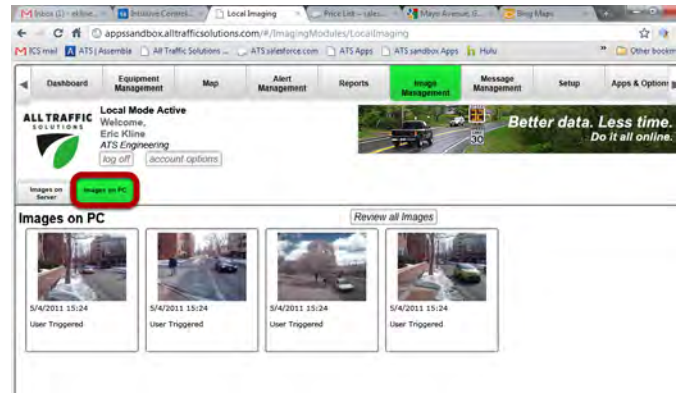 Inbox (1) - ekline...
Intuitive Control...
Local Imaging
Price List – sales...
Mayo Avenue, G...
Bing Maps
appssandbox.alltrafficsolutions.com/#/ImagingModules/LocalImaging
ICS mail
ATS | Assembla
All Traffic Solutions ...
ATS salesforce.com
ATS Apps
ATS sandbox Apps
Hulu
»
Other bookm
Dashboard
Equipment
Management
Map
Alert
Management
Reports
Image
Management
Message
Management
Setup
Apps & Option
ALL TRAFFIC
SOLUTIONS
Local Mode Active
Welcome,
Eric Kline
ATS Engineering
log off
account options
30
Better data. Less time.
Do it all online.
Images on
Server
Images on PC
Images on PC
Review all Images
5/4/2011 15:24
User Triggered
5/4/2011 15:24
User Triggered
5/4/2011 15:24
User Triggered
5/4/2011 15:24
User Triggered